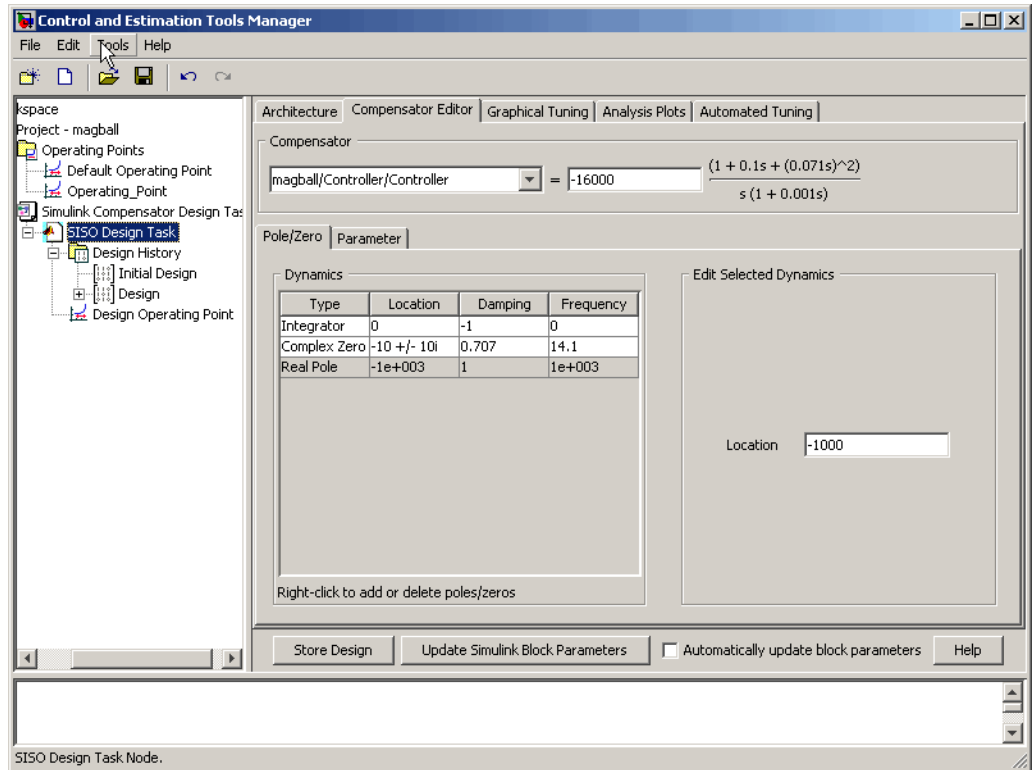 Control and Estimation Tools Manager
File Edit Tools Help
kspace
Project - magball
Operating Points
Default Operating Point
Operating_Point
Simulink Compensator Design Tas
SISO Design Task
Design History
Initial Design
Design
Design Operating Point
Architecture Compensator Editor Graphical Tuning Analysis Plots Automated Tuning
Compensator
magball/Controller/Controller = -16000
(1 + 0.1s + (0.071s)^2)
s (1 + 0.001s)
Pole/Zero Parameter
Dynamics
Type Location Damping Frequency
Integrator 0 -1 0
Complex Zero -10 +/- 10i 0.707 14.1
Real Pole -1e+003 1 1e+003
Right-click to add or delete poles/zeros
Edit Selected Dynamics
Location -1000
Store Design Update Simulink Block Parameters Automatically update block parameters Help
SISO Design Task Node.